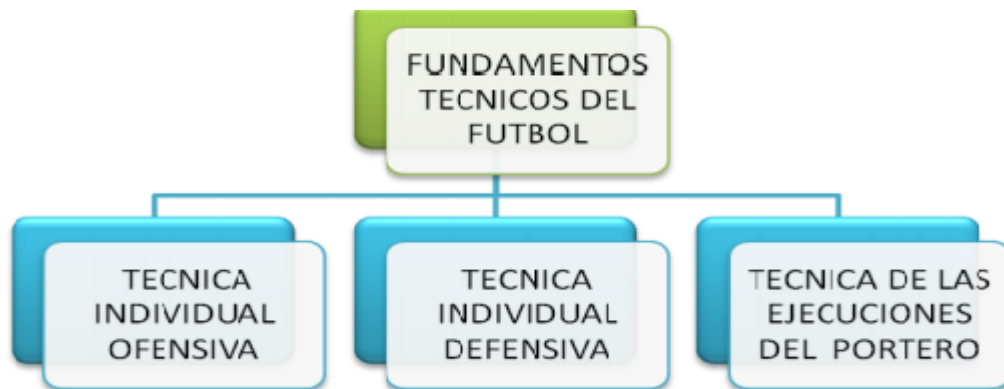 FUNDAMENTOS
TECNICOS DEL
FUTBOL
TECNICA
INDIVIDUAL
OFENSIVA
TECNICA
INDIVIDUAL
DEFENSIVA
TECNICA DE LAS
EJECUCIONES
DEL PORTERO